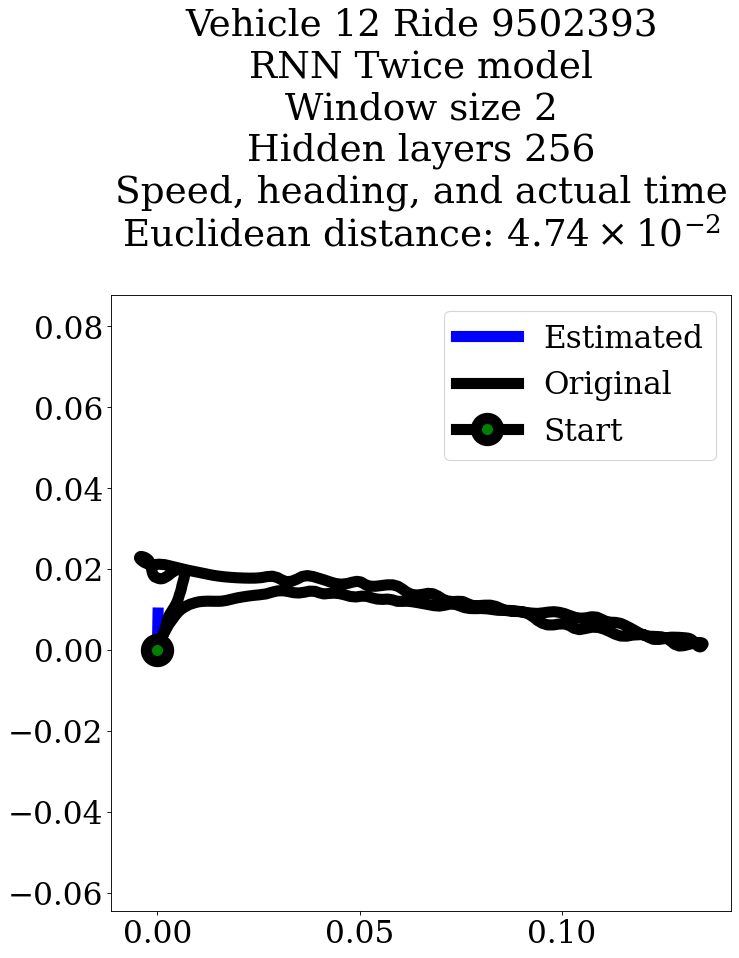 Vehicle 12 Ride 9502393
RNN Twice model
Window size 2
Hidden layers 256
Speed, heading, and actual time
Euclidean distance: 4.74 × 10⁻²
Estimated
Original
Start
0.08
0.06
0.04
0.02
0.00
−0.02
−0.04
−0.06
0.00 0.05 0.10